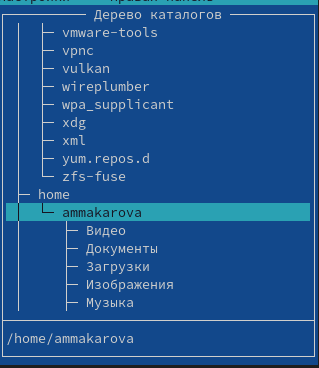 Дерево каталогов
vmware-tools
vpnc
vulkan
wireplumber
wpa_supplicant
xdg
xml
yum.repos.d
zfs-fuse
home
ammakarova
Видео
Документы
Загрузки
Изображения
Музыка
/home/ammakarova